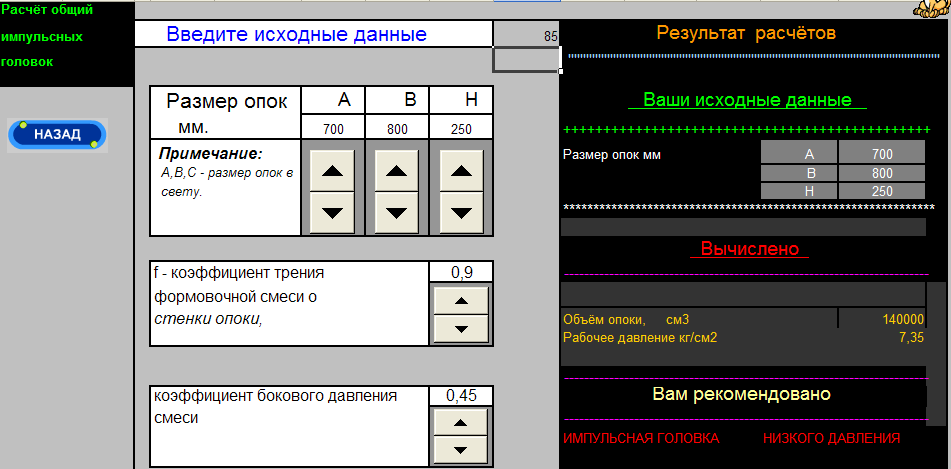 Расчёт общий
импульсных
головок
НАЗАД
Введите исходные данные
85
Размер опок A B H
мм. 700 800 250
Примечание:
A,B,C - размер опок в
свету.
f - коэффициент трения 0,9
формовочной смеси о
стенки опоки,
коэффициент бокового давления 0,45
смеси
Результат расчётов
""""""""""""""""""""""""""""""""""""""""""""""""""""""""""""""""
Ваши исходные данные
+++++++++++++++++++++++++++++++++++++++++++++
Размер опок мм A 700
B 800
H 250
**************************************************************
Вычислено
----------------------------------------------------------------------
Объём опоки, см3 140000
Рабочее давление кг/см2 7,35
----------------------------------------------------------------------
Вам рекомендовано
----------------------------------------------------------------------
ИМПУЛЬСНАЯ ГОЛОВКА НИЗКОГО ДАВЛЕНИЯ